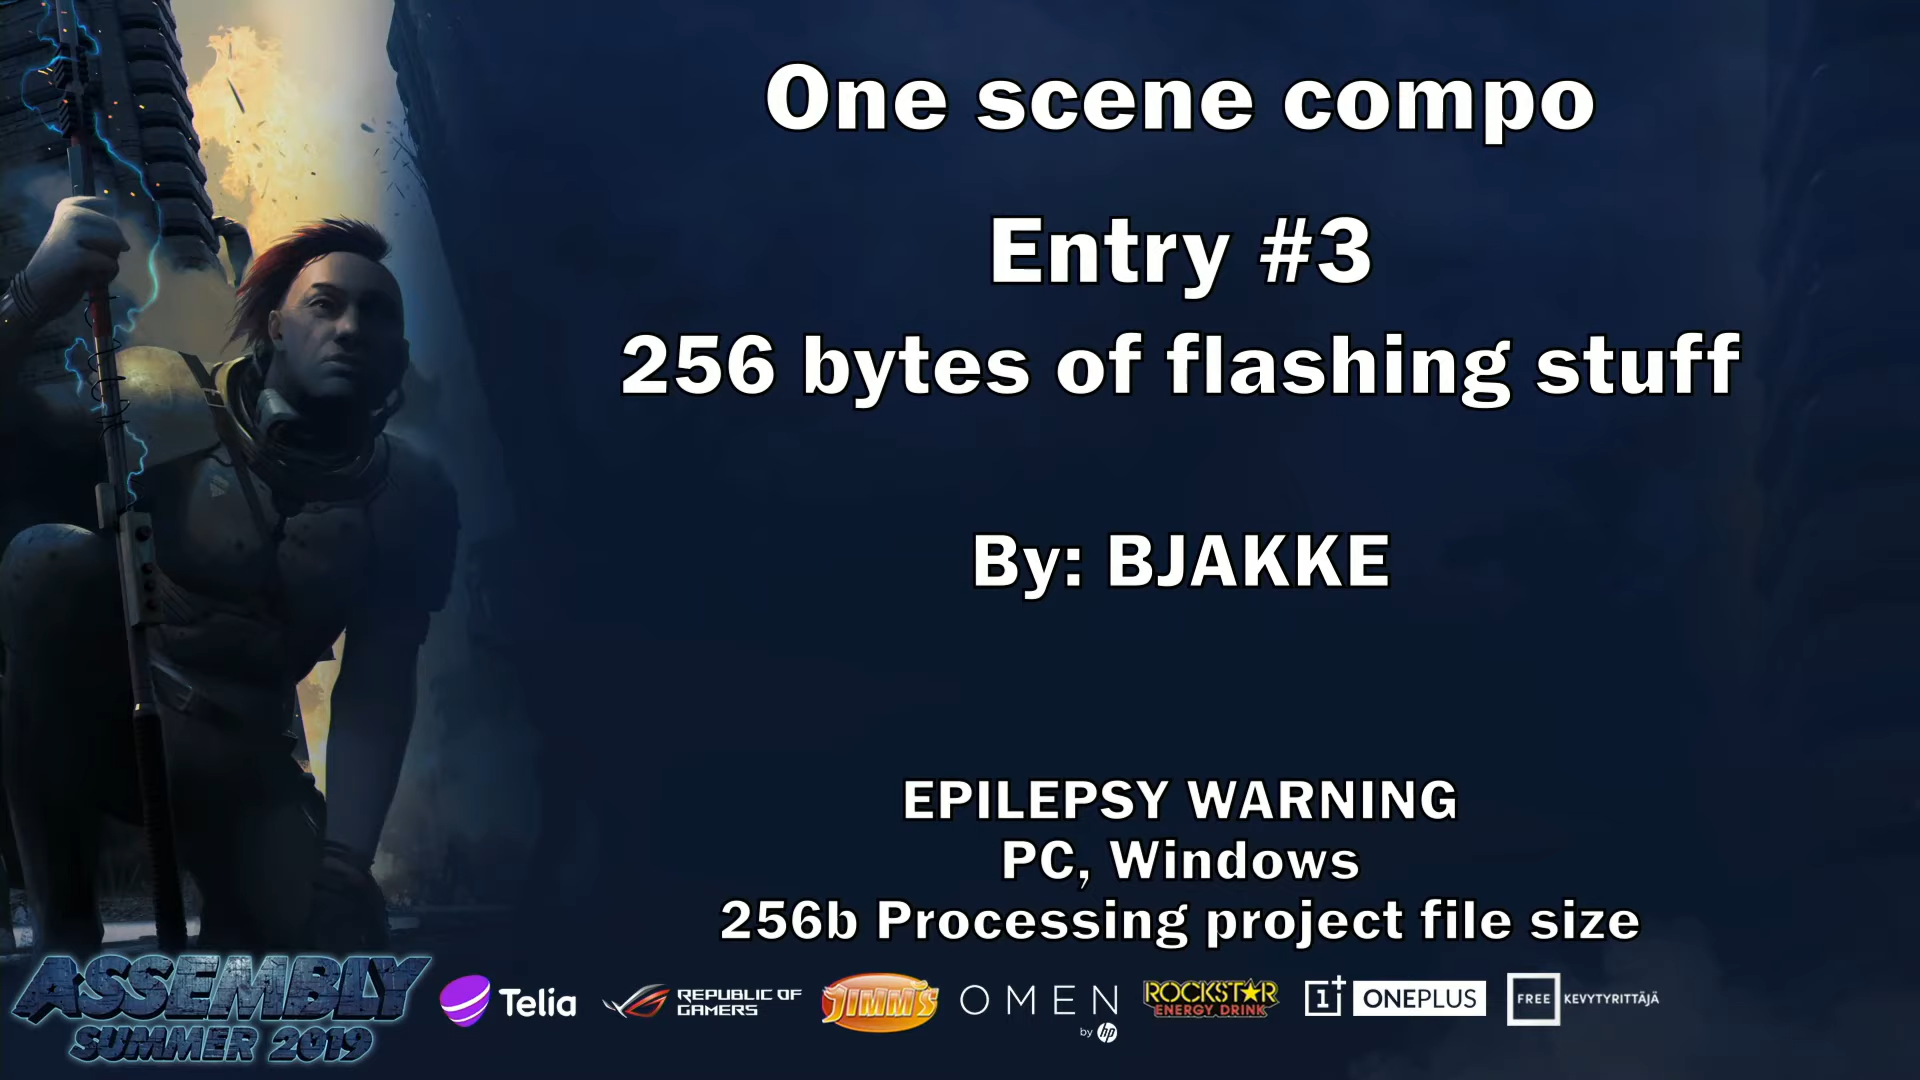 One scene compo
Entry #3
256 bytes of flashing stuff
By: BJAKKE
EPILEPSY WARNING
PC, Windows
256b Processing project file size
ASSEMBLY
SUMMER 2019
Telia
REPUBLIC OF
GAMERS
JIMM'S
OMEN
by hp
ROCKSTAR
ENERGY DRINK
1+ ONEPLUS
FREE KEVYTYRITTÄJÄ